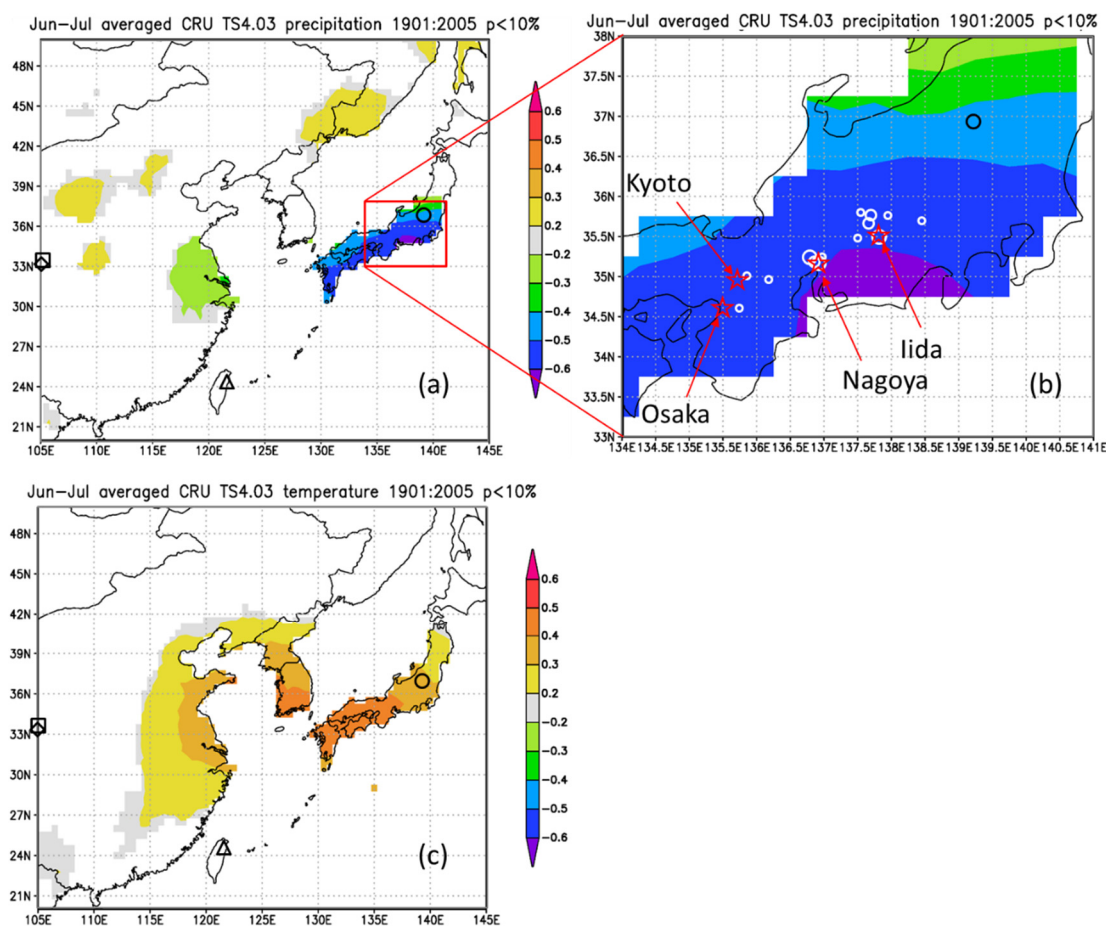 Jun-Jul averaged CRU TS4.03 precipitation 1901:2005 p<10%
48N
45N
42N
39N
36N
33N
30N
27N
24N
21N
105E 110E 115E 120E 125E 130E 135E 140E 145E
0.6
0.5
0.4
0.3
0.2
-0.2
-0.3
-0.4
-0.5
-0.6
(a)
Jun-Jul averaged CRU TS4.03 precipitation 1901:2005 p<10%
38N
37.5N
37N
36.5N
36N
35.5N
35N
34.5N
34N
33.5N
33N
134E 134.5E 135E 135.5E 136E 136.5E 137E 137.5E 138E 138.5E 139E 139.5E 140E 140.5E 141E
Kyoto
Iida
Nagoya
Osaka
(b)
Jun-Jul averaged CRU TS4.03 temperature 1901:2005 p<10%
48N
45N
42N
39N
36N
33N
30N
27N
24N
21N
105E 110E 115E 120E 125E 130E 135E 140E 145E
0.6
0.5
0.4
0.3
0.2
-0.2
-0.3
-0.4
-0.5
-0.6
(c)